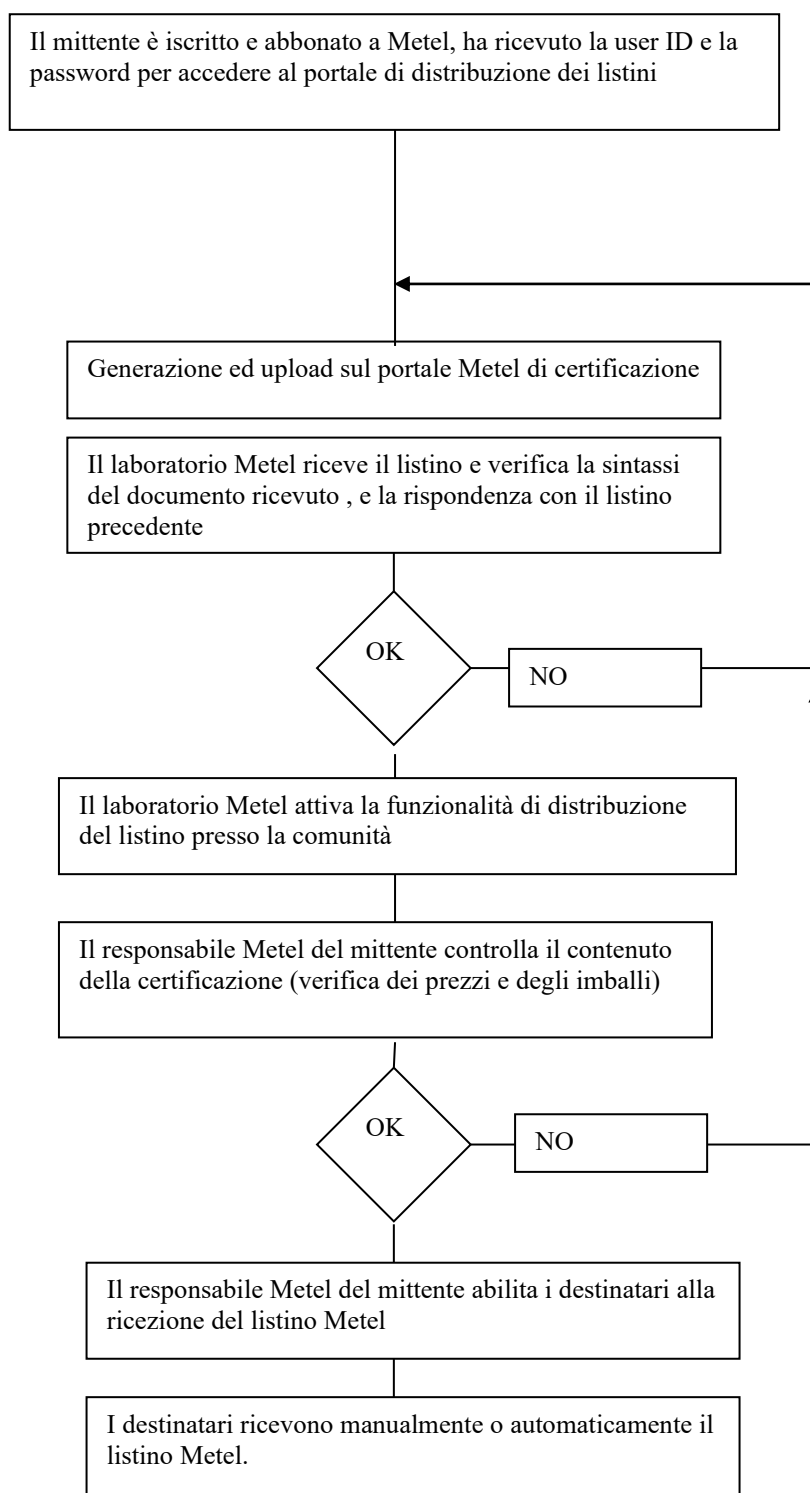 Il mittente è iscritto e abbonato a Metel, ha ricevuto la user ID e la
password per accedere al portale di distribuzione dei listini
Generazione ed upload sul portale Metel di certificazione
Il laboratorio Metel riceve il listino e verifica la sintassi
del documento ricevuto , e la rispondenza con il listino
precedente
OK
NO
Il laboratorio Metel attiva la funzionalità di distribuzione
del listino presso la comunità
Il responsabile Metel del mittente controlla il contenuto
della certificazione (verifica dei prezzi e degli imballi)
OK
NO
Il responsabile Metel del mittente abilita i destinatari alla
ricezione del listino Metel
I destinatari ricevono manualmente o automaticamente il
listino Metel.